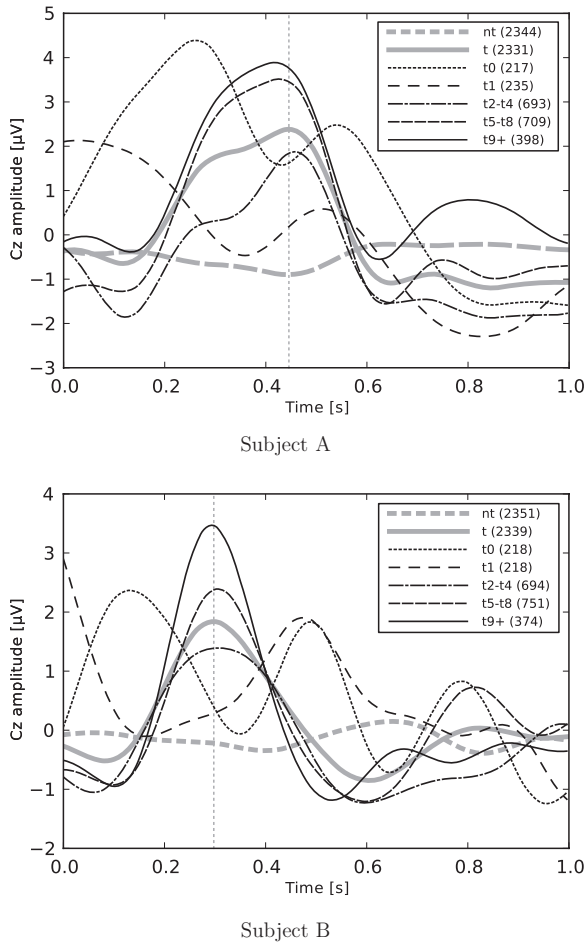 5
4
3
2
1
0
−1
−2
−3
Cz amplitude [µV]
nt (2344)
t (2331)
t0 (217)
t1 (235)
t2-t4 (693)
t5-t8 (709)
t9+ (398)
0.0 0.2 0.4 0.6 0.8 1.0
Time [s]
Subject A
4
3
2
1
0
−1
−2
Cz amplitude [µV]
nt (2351)
t (2339)
t0 (218)
t1 (218)
t2-t4 (694)
t5-t8 (751)
t9+ (374)
0.0 0.2 0.4 0.6 0.8 1.0
Time [s]
Subject B